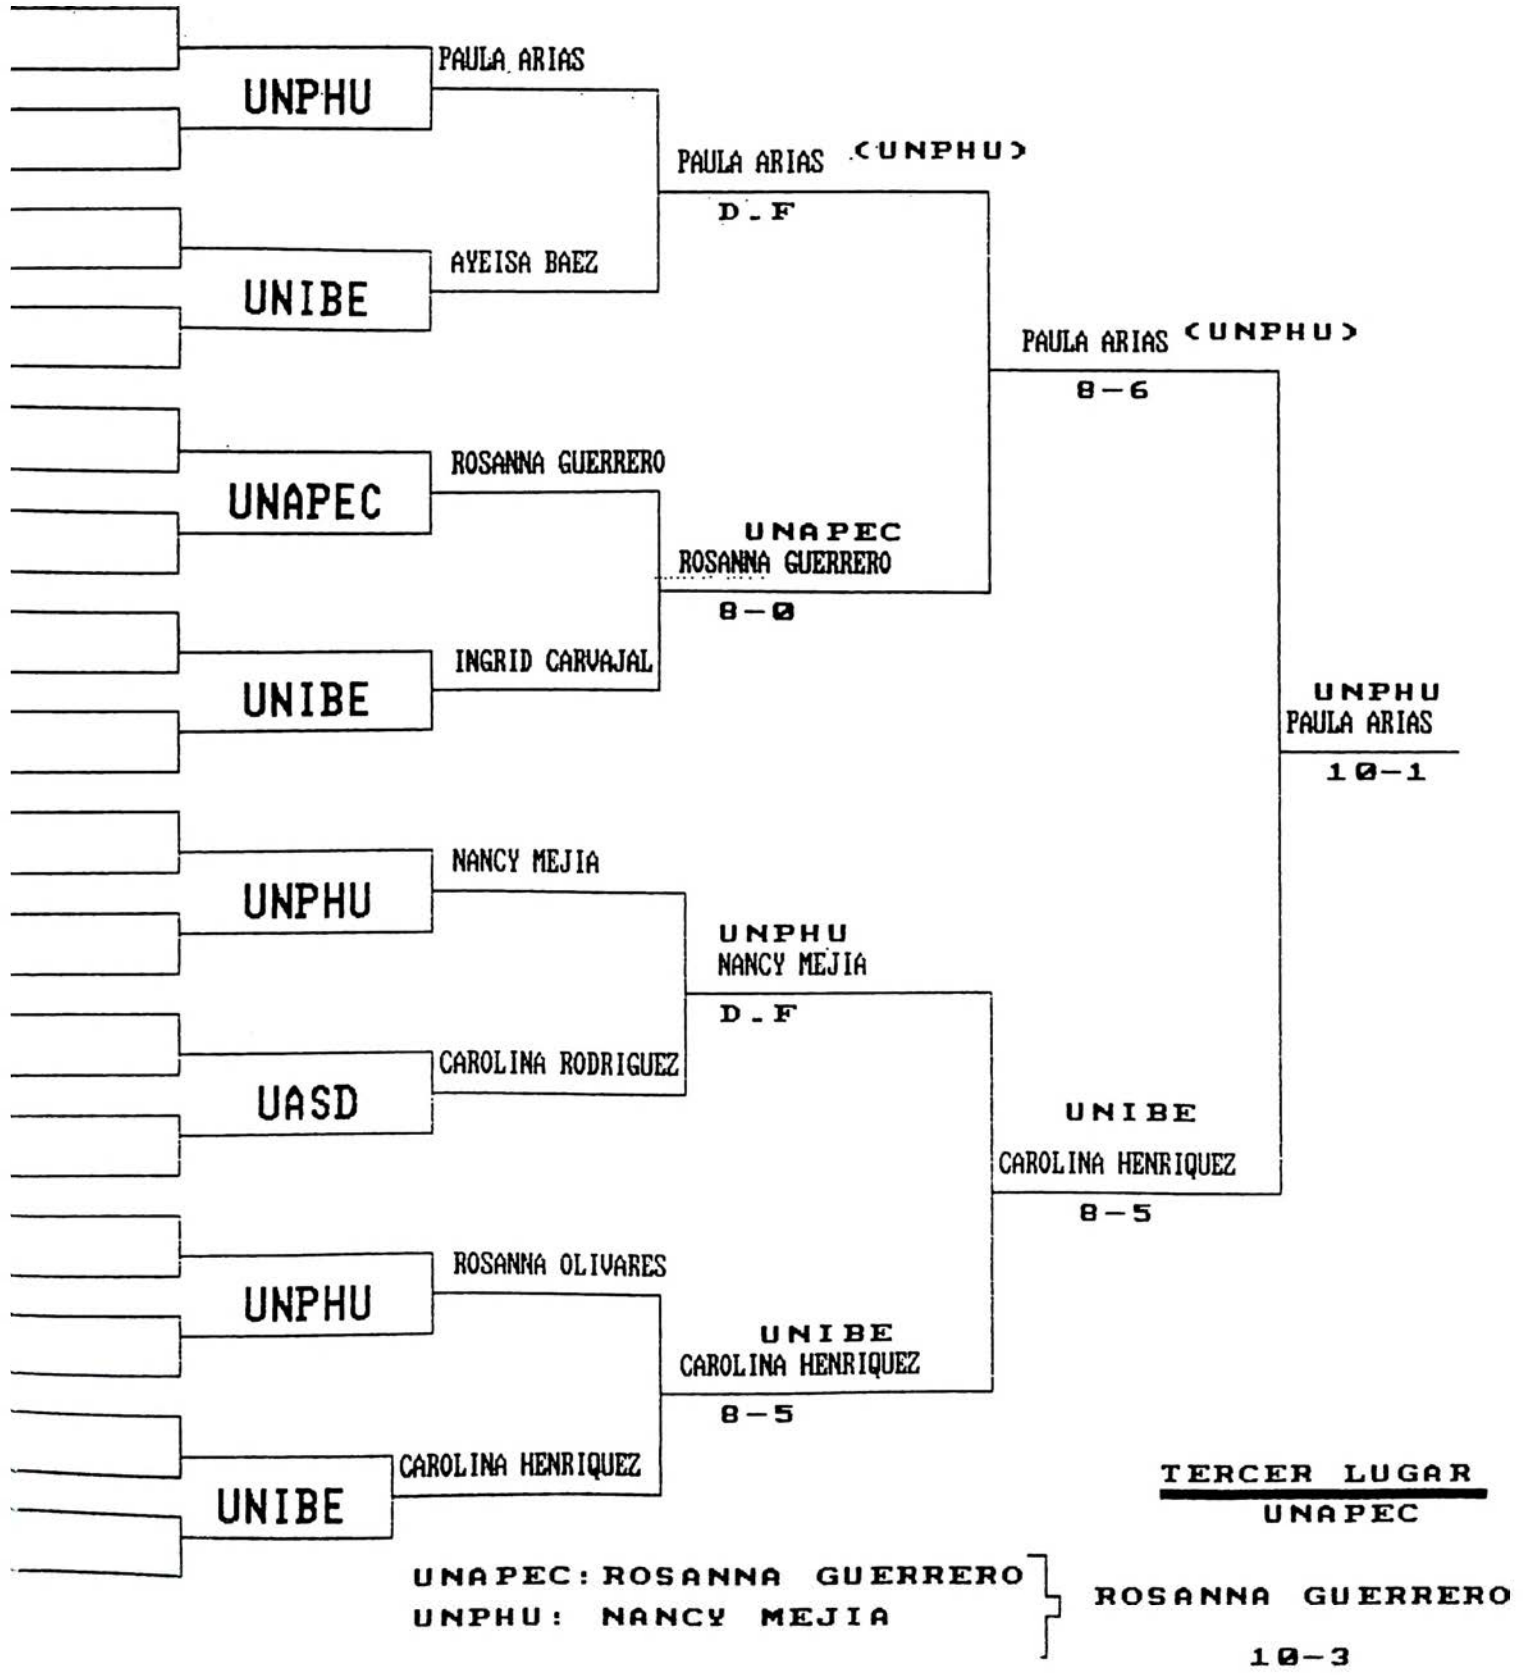 PAULA ARIAS
UNPHU
PAULA ARIAS <UNPHU>
D.F
AYEISA BAEZ
UNIBE
PAULA ARIAS <UNPHU>
8-6
ROSANNA GUERRERO
UNAPEC
UNAPEC
ROSANNA GUERRERO
8-0
INGRID CARVAJAL
UNIBE
UNPHU
PAULA ARIAS
10-1
NANCY MEJIA
UNPHU
UNPHU
NANCY MEJIA
D.F
CAROLINA RODRIGUEZ
UASD
UNIBE
CAROLINA HENRIQUEZ
8-5
ROSANNA OLIVARES
UNPHU
UNIBE
CAROLINA HENRIQUEZ
8-5
CAROLINA HENRIQUEZ
UNIBE
TERCER LUGAR
UNAPEC
UNAPEC: ROSANNA GUERRERO
UNPHU: NANCY MEJIA
ROSANNA GUERRERO
10-3